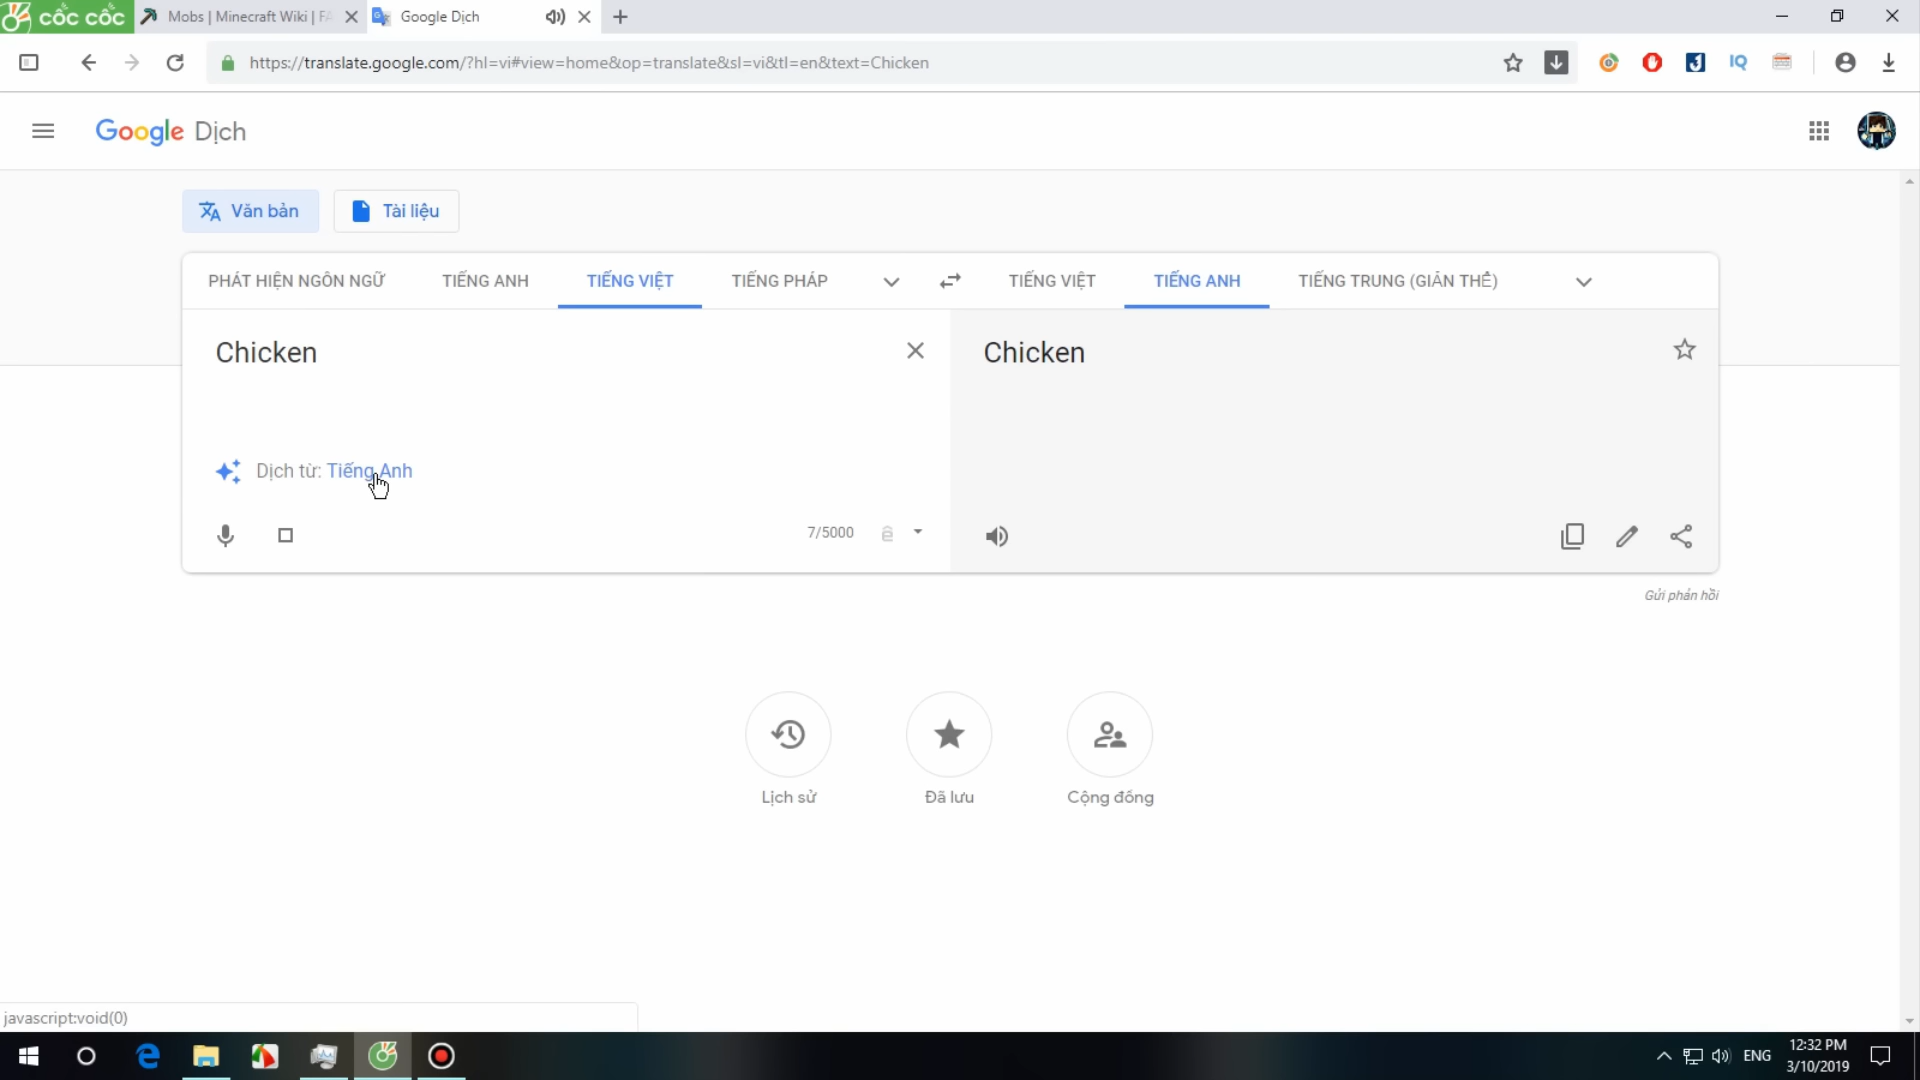 cốc cốc
Mobs | Minecraft Wiki | FA
Google Dịch
https://translate.google.com/?hl=vi#view=home&op=translate&sl=vi&tl=en&text=Chicken
IQ
Google Dịch
Văn bản
Tài liệu
PHÁT HIỆN NGÔN NGỮ
TIẾNG ANH
TIẾNG VIỆT
TIẾNG PHÁP
TIẾNG VIỆT
TIẾNG ANH
TIẾNG TRUNG (GIẢN THỂ)
Chicken
Chicken
Dịch từ: Tiếng Anh
7/5000
Gửi phản hồi
Lịch sử
Đã lưu
Cộng đồng
javascript:void(0)
ENG
12:32 PM
3/10/2019